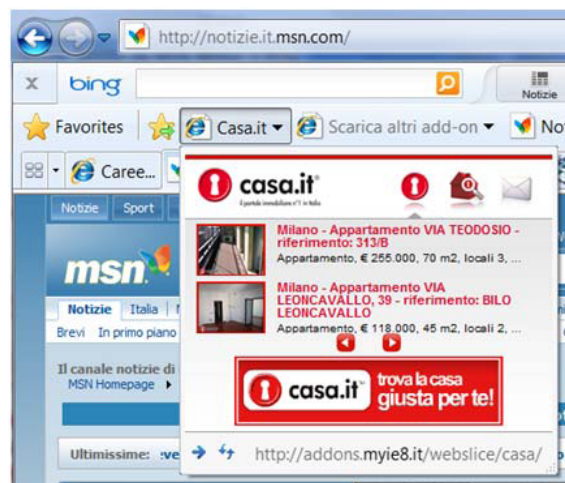 http://notizie.it.msn.com/
x bing Notizie
Favorites Casa.it Scarica altri add-on No
Caree...
casa.it
il portale immobiliare n°1 in Italia
Notizie Sport
Milano - Appartamento VIA TEODOSIO -
riferimento: 313/B
Appartamento, € 255.000, 70 m2, locali 3, ...
msn
Milano - Appartamento VIA
LEONCAVALLO, 39 - riferimento: BILO
LEONCAVALLO
Appartamento, € 118.000, 45 m2, locali 2, ...
Notizie Italia
Brevi In primo piano
casa.it trova la casa
giusta per te!
Il canale notizie di
MSN Homepage
Ultimissime: :ve
http://addons.myie8.it/webslice/casa/